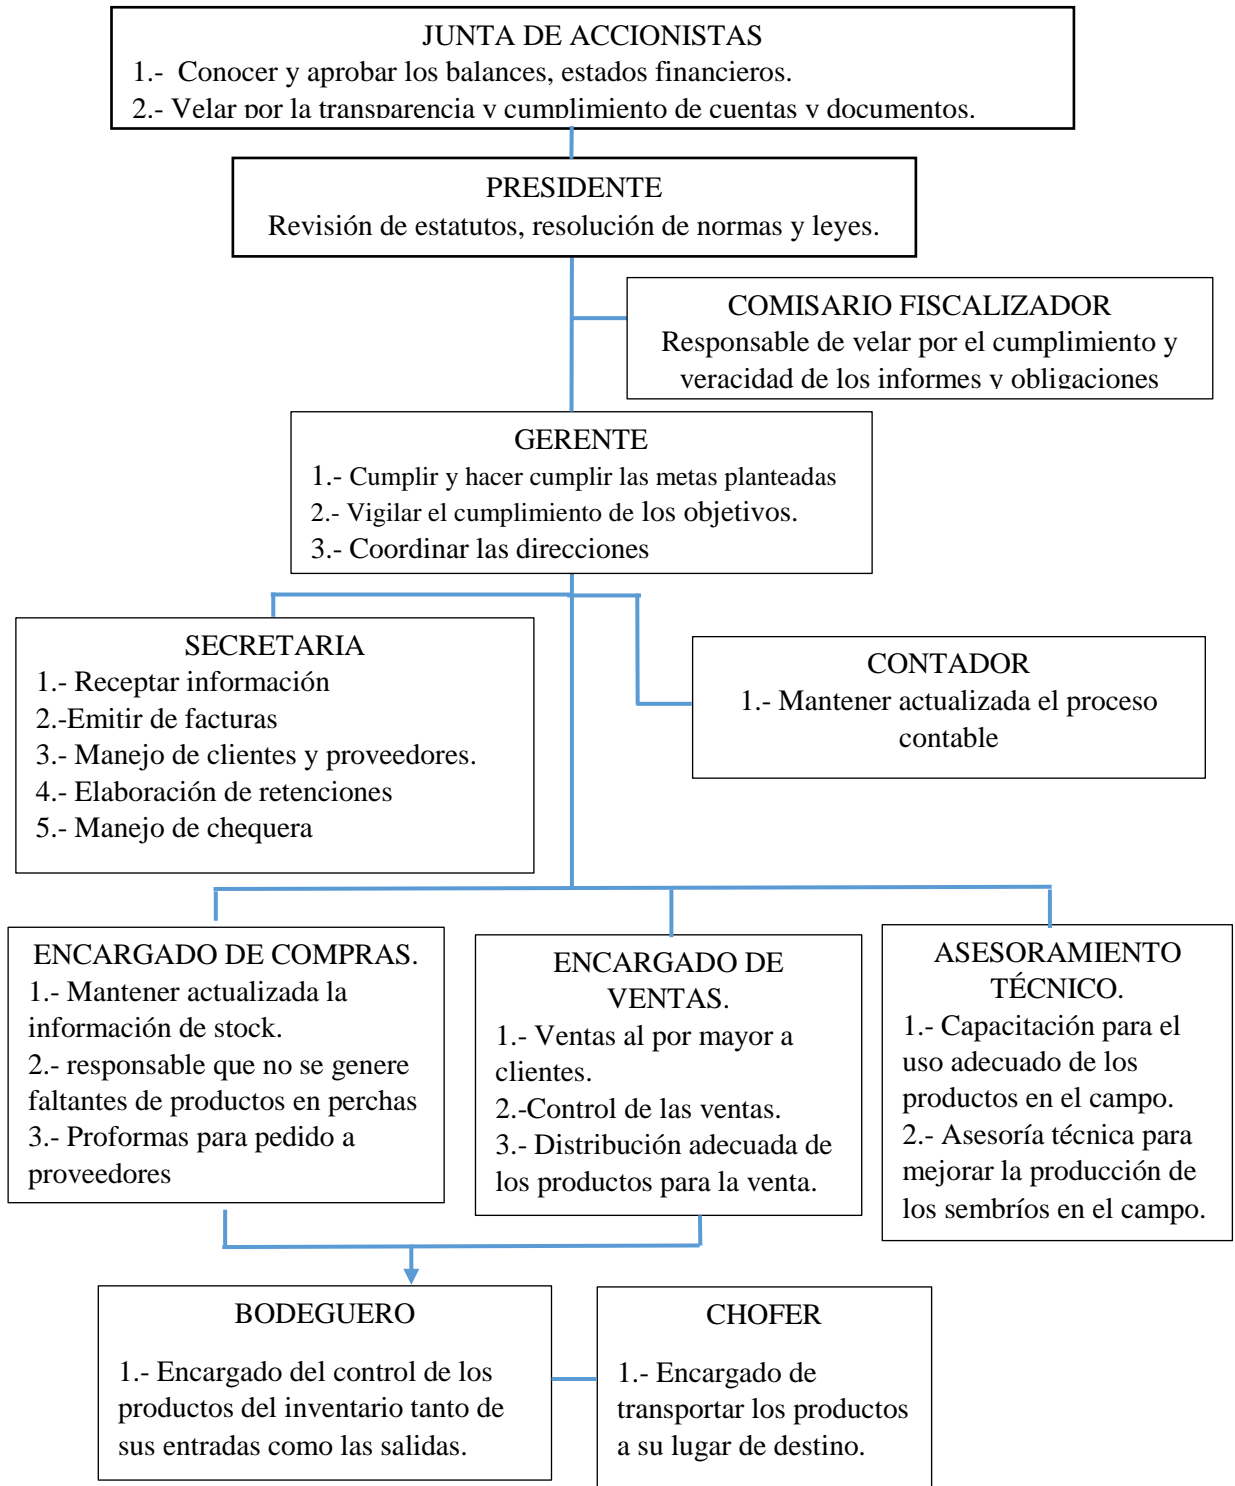 JUNTA DE ACCIONISTAS
1.- Conocer y aprobar los balances, estados financieros.
2.- Velar por la transparencia y cumplimiento de cuentas y documentos.
PRESIDENTE
Revisión de estatutos, resolución de normas y leyes.
COMISARIO FISCALIZADOR
Responsable de velar por el cumplimiento y
veracidad de los informes y obligaciones
GERENTE
1.- Cumplir y hacer cumplir las metas planteadas
2.- Vigilar el cumplimiento de los objetivos.
3.- Coordinar las direcciones
SECRETARIA
1.- Receptar información
2.-Emitir de facturas
3.- Manejo de clientes y proveedores.
4.- Elaboración de retenciones
5.- Manejo de chequera
CONTADOR
1.- Mantener actualizada el proceso
contable
ENCARGADO DE COMPRAS.
1.- Mantener actualizada la
información de stock.
2.- responsable que no se genere
faltantes de productos en perchas
3.- Proformas para pedido a
proveedores
ENCARGADO DE
VENTAS.
1.- Ventas al por mayor a
clientes.
2.-Control de las ventas.
3.- Distribución adecuada de
los productos para la venta.
ASESORAMIENTO
TÉCNICO.
1.- Capacitación para el
uso adecuado de los
productos en el campo.
2.- Asesoría técnica para
mejorar la producción de
los sembríos en el campo.
BODEGUERO
1.- Encargado del control de los
productos del inventario tanto de
sus entradas como las salidas.
CHOFER
1.- Encargado de
transportar los productos
a su lugar de destino.